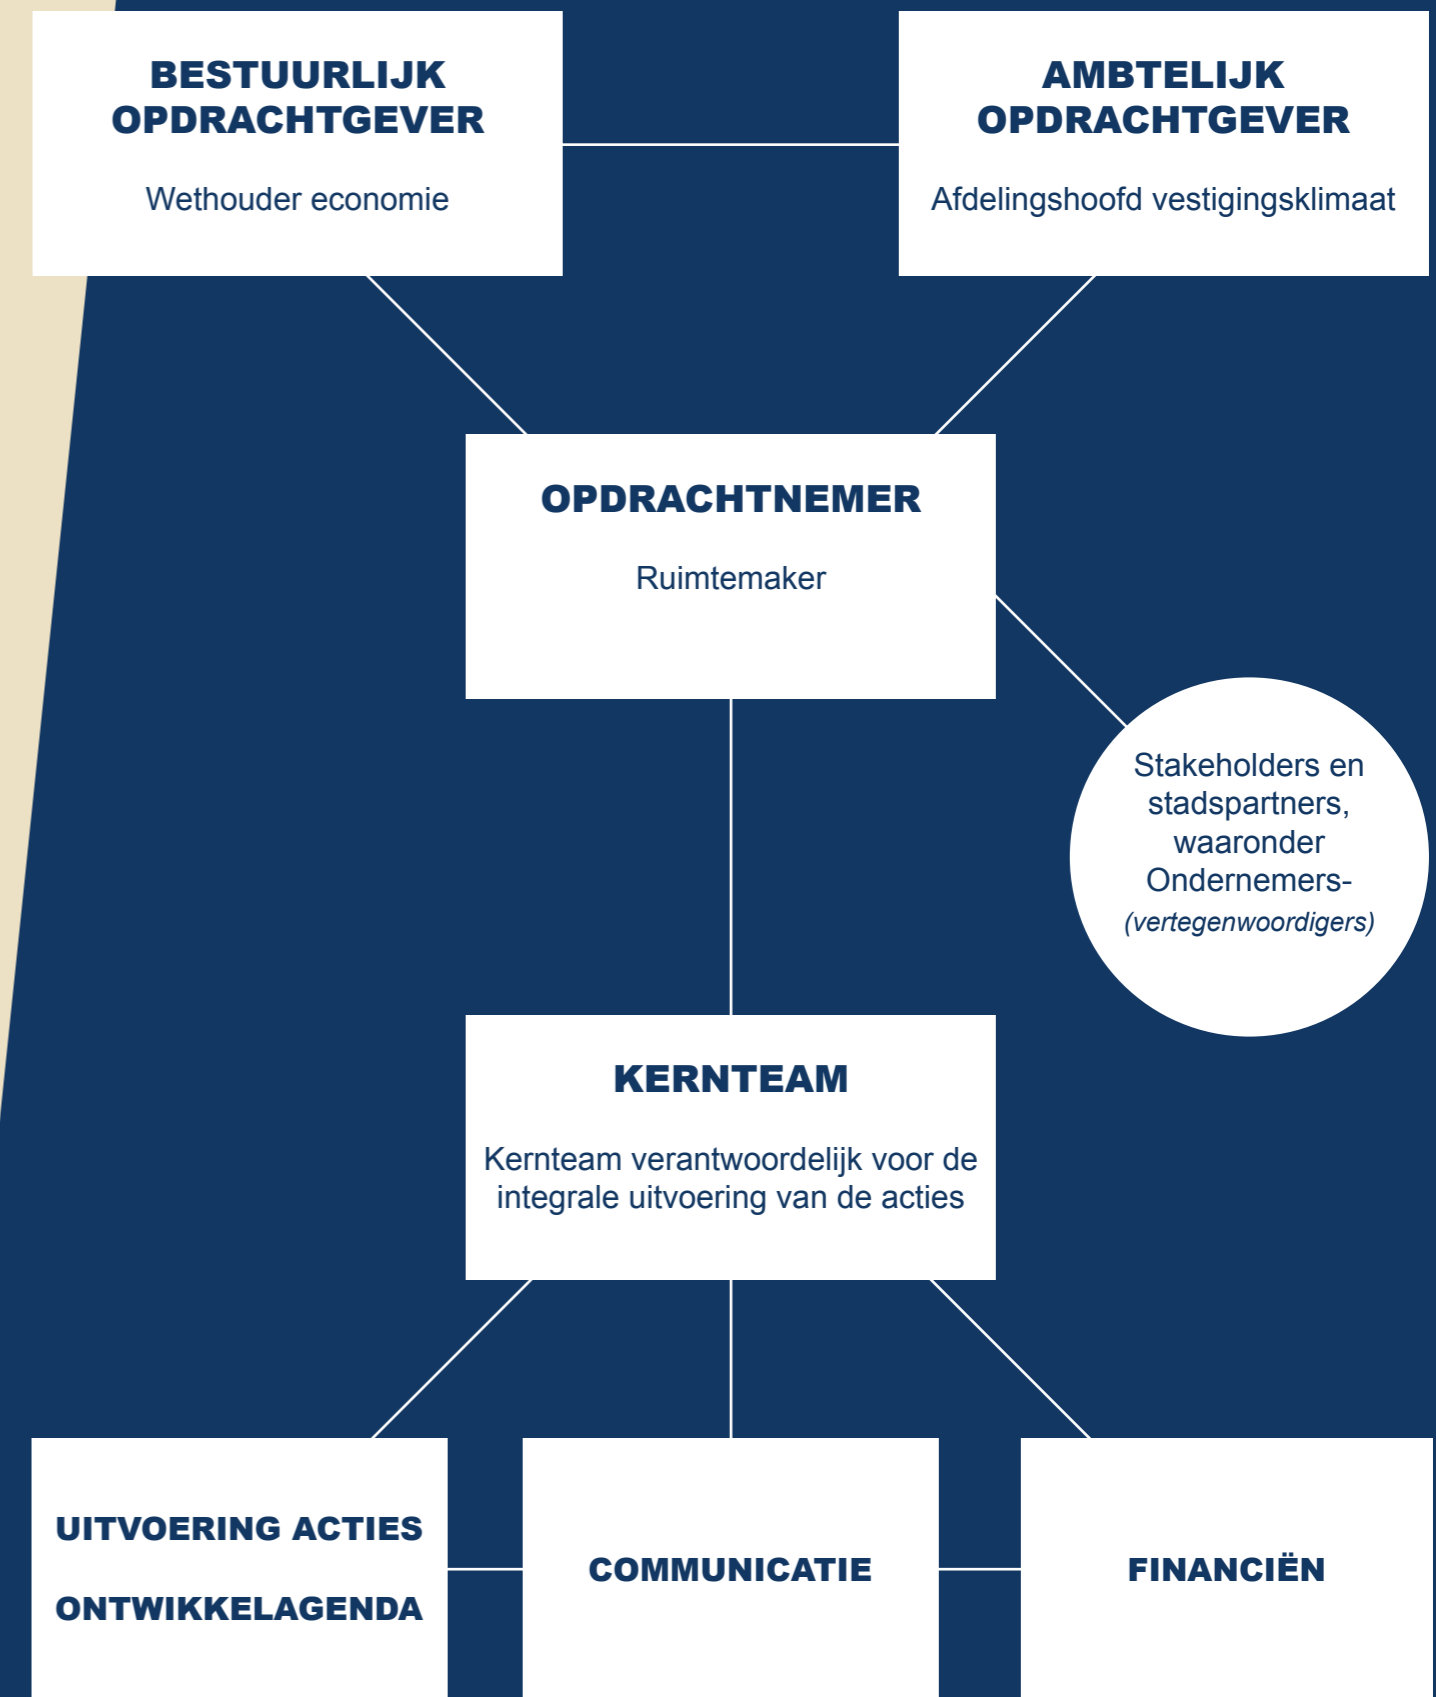 BESTUURLIJK
OPDRACHTGEVER
Wethouder economie
AMBTELIJK
OPDRACHTGEVER
Afdelingshoofd vestigingsklimaat
OPDRACHTNEMER
Ruimtemaker
Stakeholders en
stadspartners,
waaronder
Ondernemers-
(vertegenwoordigers)
KERNTEAM
Kernteam verantwoordelijk voor de
integrale uitvoering van de acties
UITVOERING ACTIES
ONTWIKKELAGENDA
COMMUNICATIE
FINANCIËN